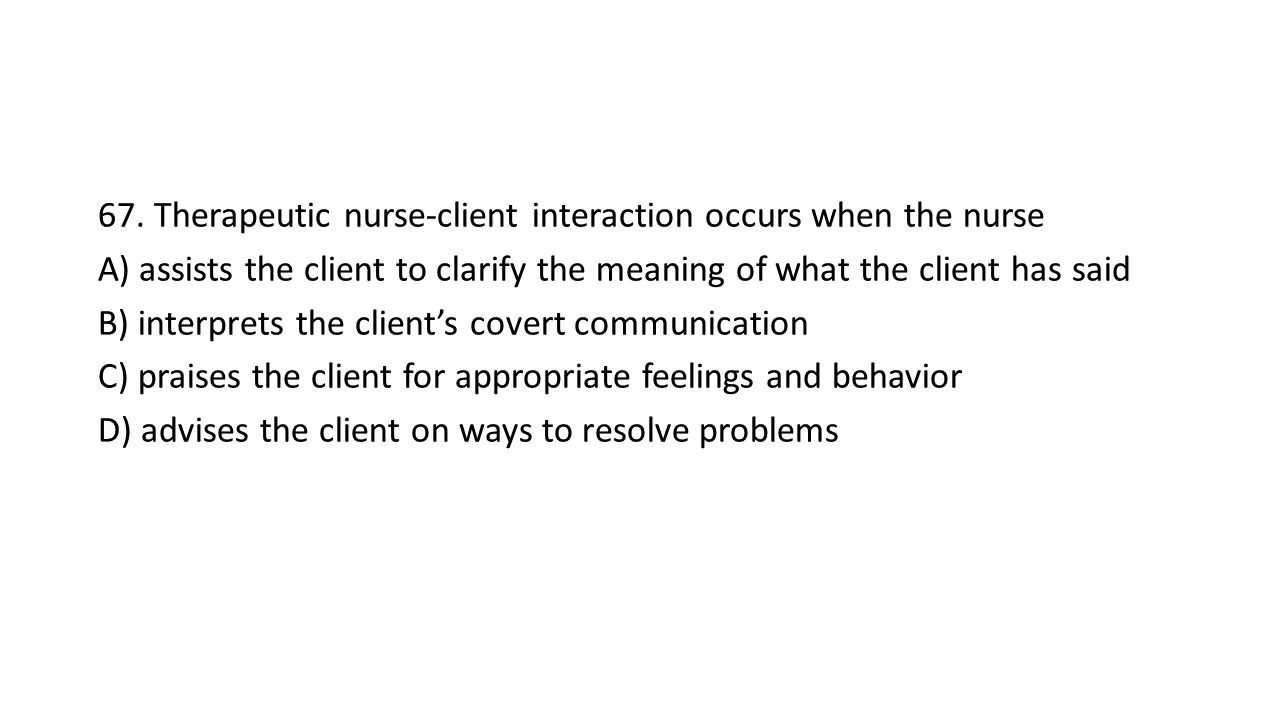 67. Therapeutic nurse-client interaction occurs when the nurse
A) assists the client to clarify the meaning of what the client has said
B) interprets the client’s covert communication
C) praises the client for appropriate feelings and behavior
D) advises the client on ways to resolve problems